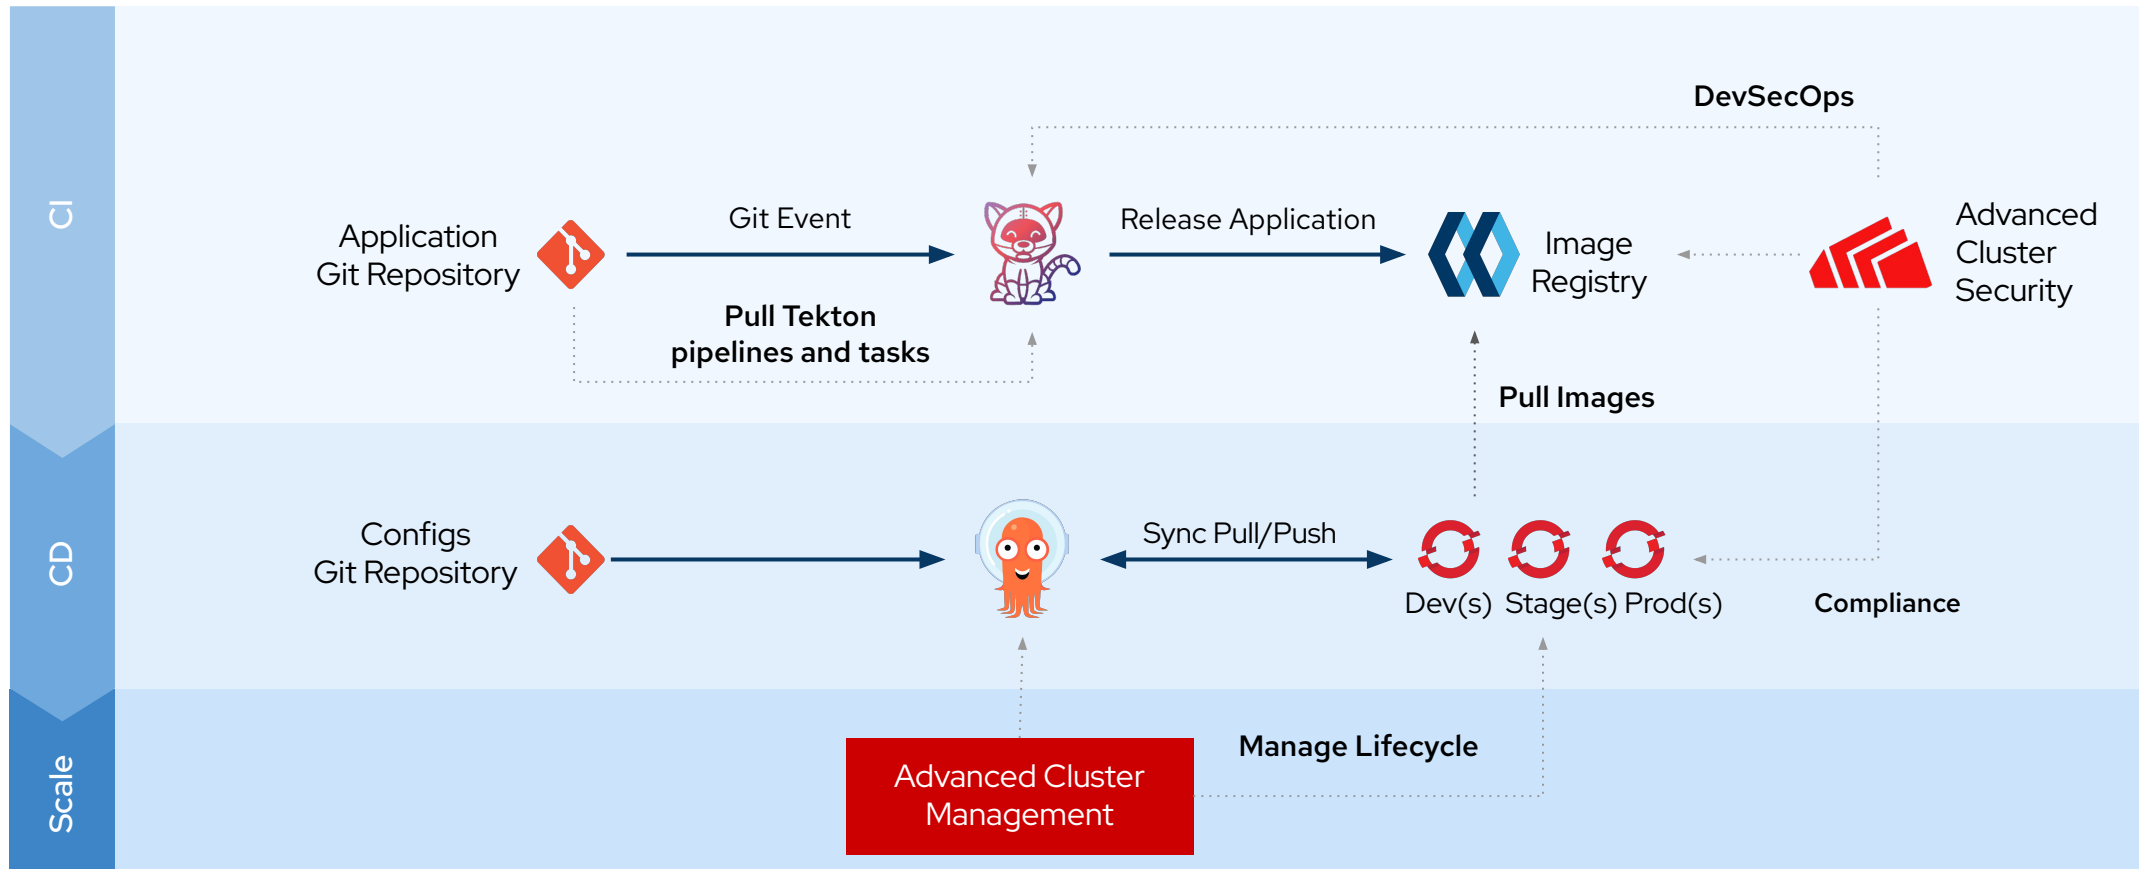 CI
DevSecOps
Application
Git Repository
Git Event
Release Application
Image
Registry
Advanced
Cluster
Security
Pull Tekton
pipelines and tasks
Pull Images
CD
Configs
Git Repository
Sync Pull/Push
Dev(s) Stage(s) Prod(s)
Compliance
Scale
Manage Lifecycle
Advanced Cluster
Management